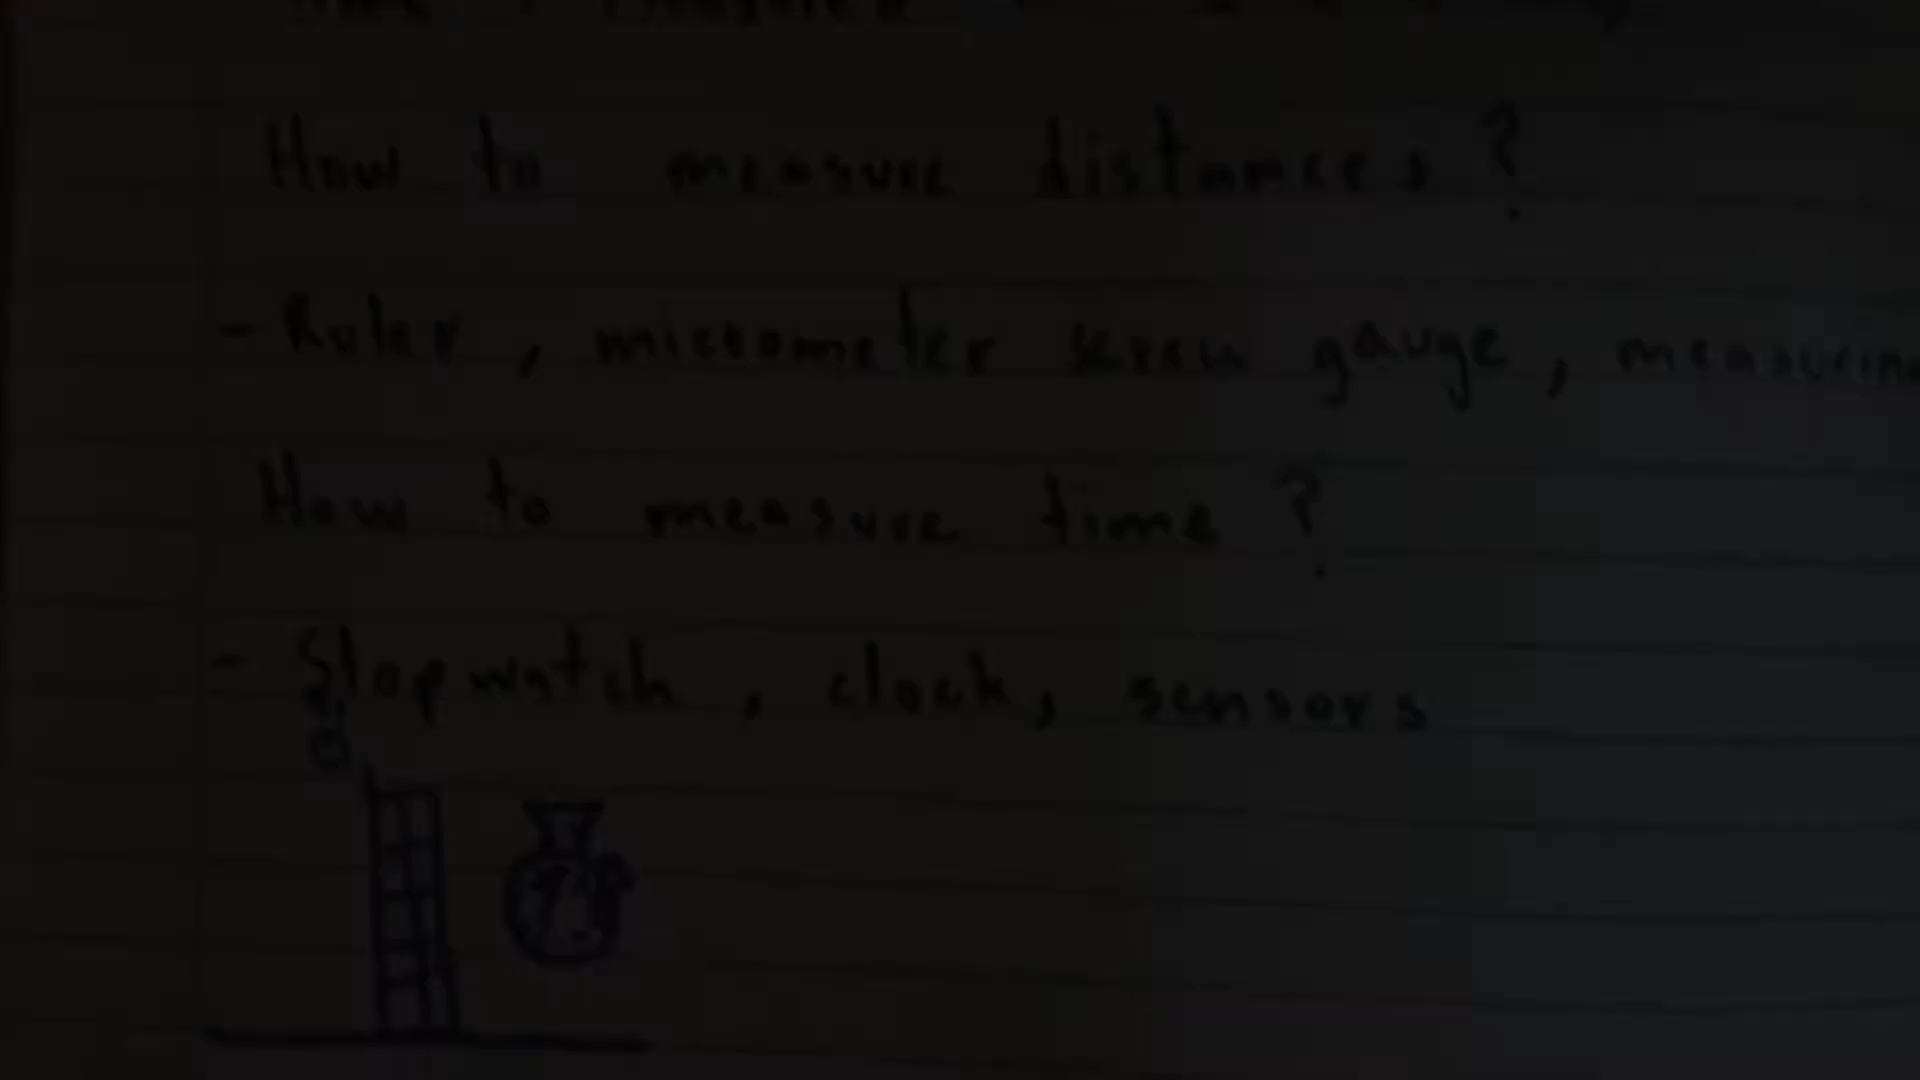 How to measure distances ?
- Ruler , micrometer screw gauge , measuring
How to measure time ?
- Stopwatch , clock, sensors